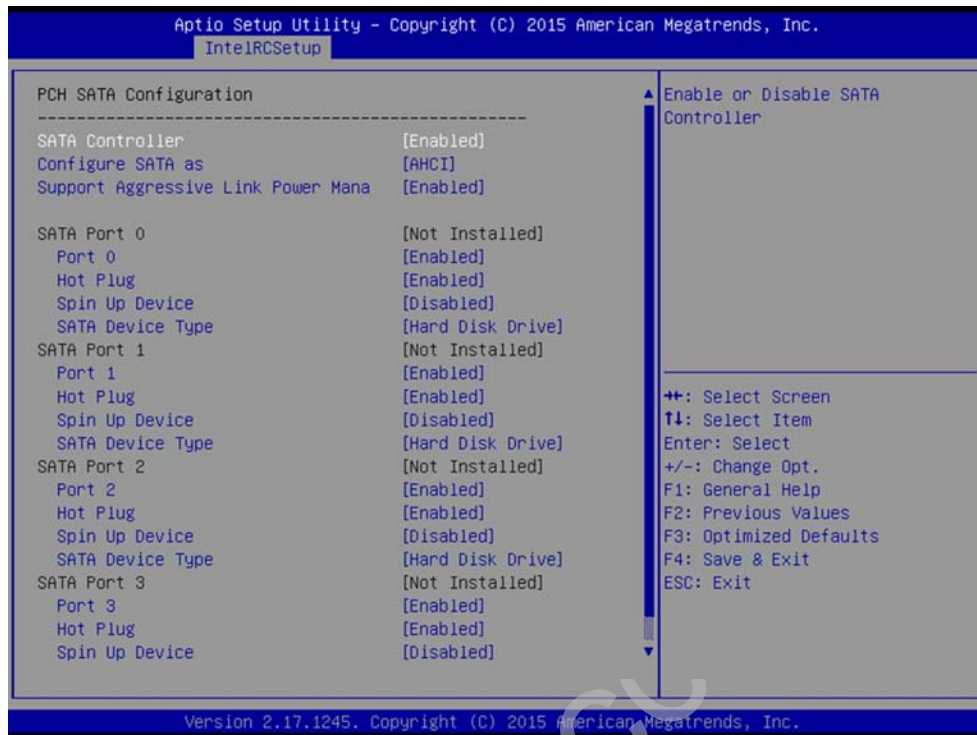 Aptio Setup Utility – Copyright (C) 2015 American Megatrends, Inc.
IntelRCSetup
PCH SATA Configuration
--------------------------------------------------
SATA Controller [Enabled]
Configure SATA as [AHCI]
Support Aggressive Link Power Mana [Enabled]
SATA Port 0 [Not Installed]
Port 0 [Enabled]
Hot Plug [Enabled]
Spin Up Device [Disabled]
SATA Device Type [Hard Disk Drive]
SATA Port 1 [Not Installed]
Port 1 [Enabled]
Hot Plug [Enabled]
Spin Up Device [Disabled]
SATA Device Type [Hard Disk Drive]
SATA Port 2 [Not Installed]
Port 2 [Enabled]
Hot Plug [Enabled]
Spin Up Device [Disabled]
SATA Device Type [Hard Disk Drive]
SATA Port 3 [Not Installed]
Port 3 [Enabled]
Hot Plug [Enabled]
Spin Up Device [Disabled]
Enable or Disable SATA
Controller
→←: Select Screen
↑↓: Select Item
Enter: Select
+/-: Change Opt.
F1: General Help
F2: Previous Values
F3: Optimized Defaults
F4: Save & Exit
ESC: Exit
Version 2.17.1245. Copyright (C) 2015 American Megatrends, Inc.